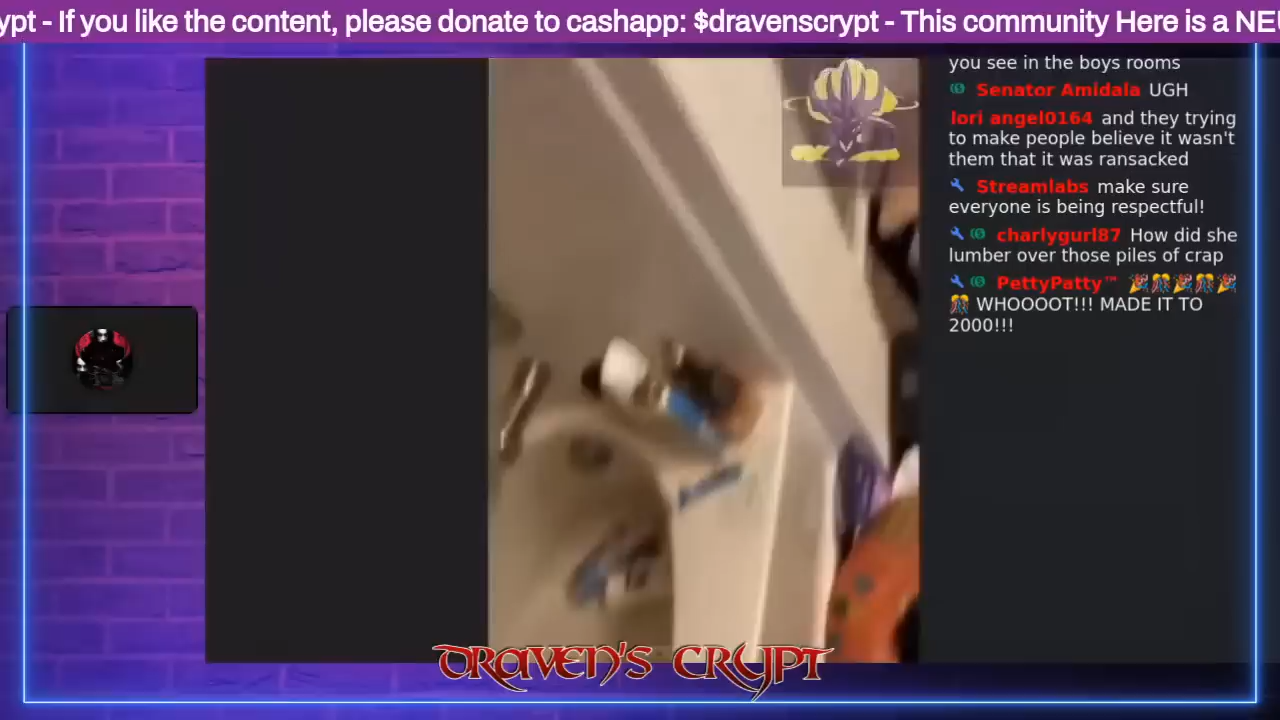 ypt - If you like the content, please donate to cashapp: $dravenscrypt - This community Here is a NE
you see in the boys rooms
Senator Amidala UGH
lori angel0164 and they trying
to make people believe it wasn't
them that it was ransacked
Streamlabs make sure
everyone is being respectful!
charlygurl87 How did she
lumber over those piles of crap
PettyPatty™ 🎉🎊🎉🎊🎉
🎊 WHOOOOT!!! MADE IT TO
2000!!!
DRAVEN'S CRYPT